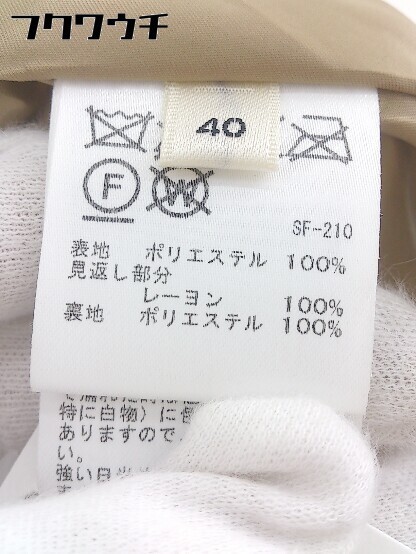 フクワウチ
40
F
W
SF-210
表地 ポリエステル 100%
見返し部分
レーヨン 100%
裏地 ポリエステル 100%
特に白物）に
ありますので
い。
強い日光